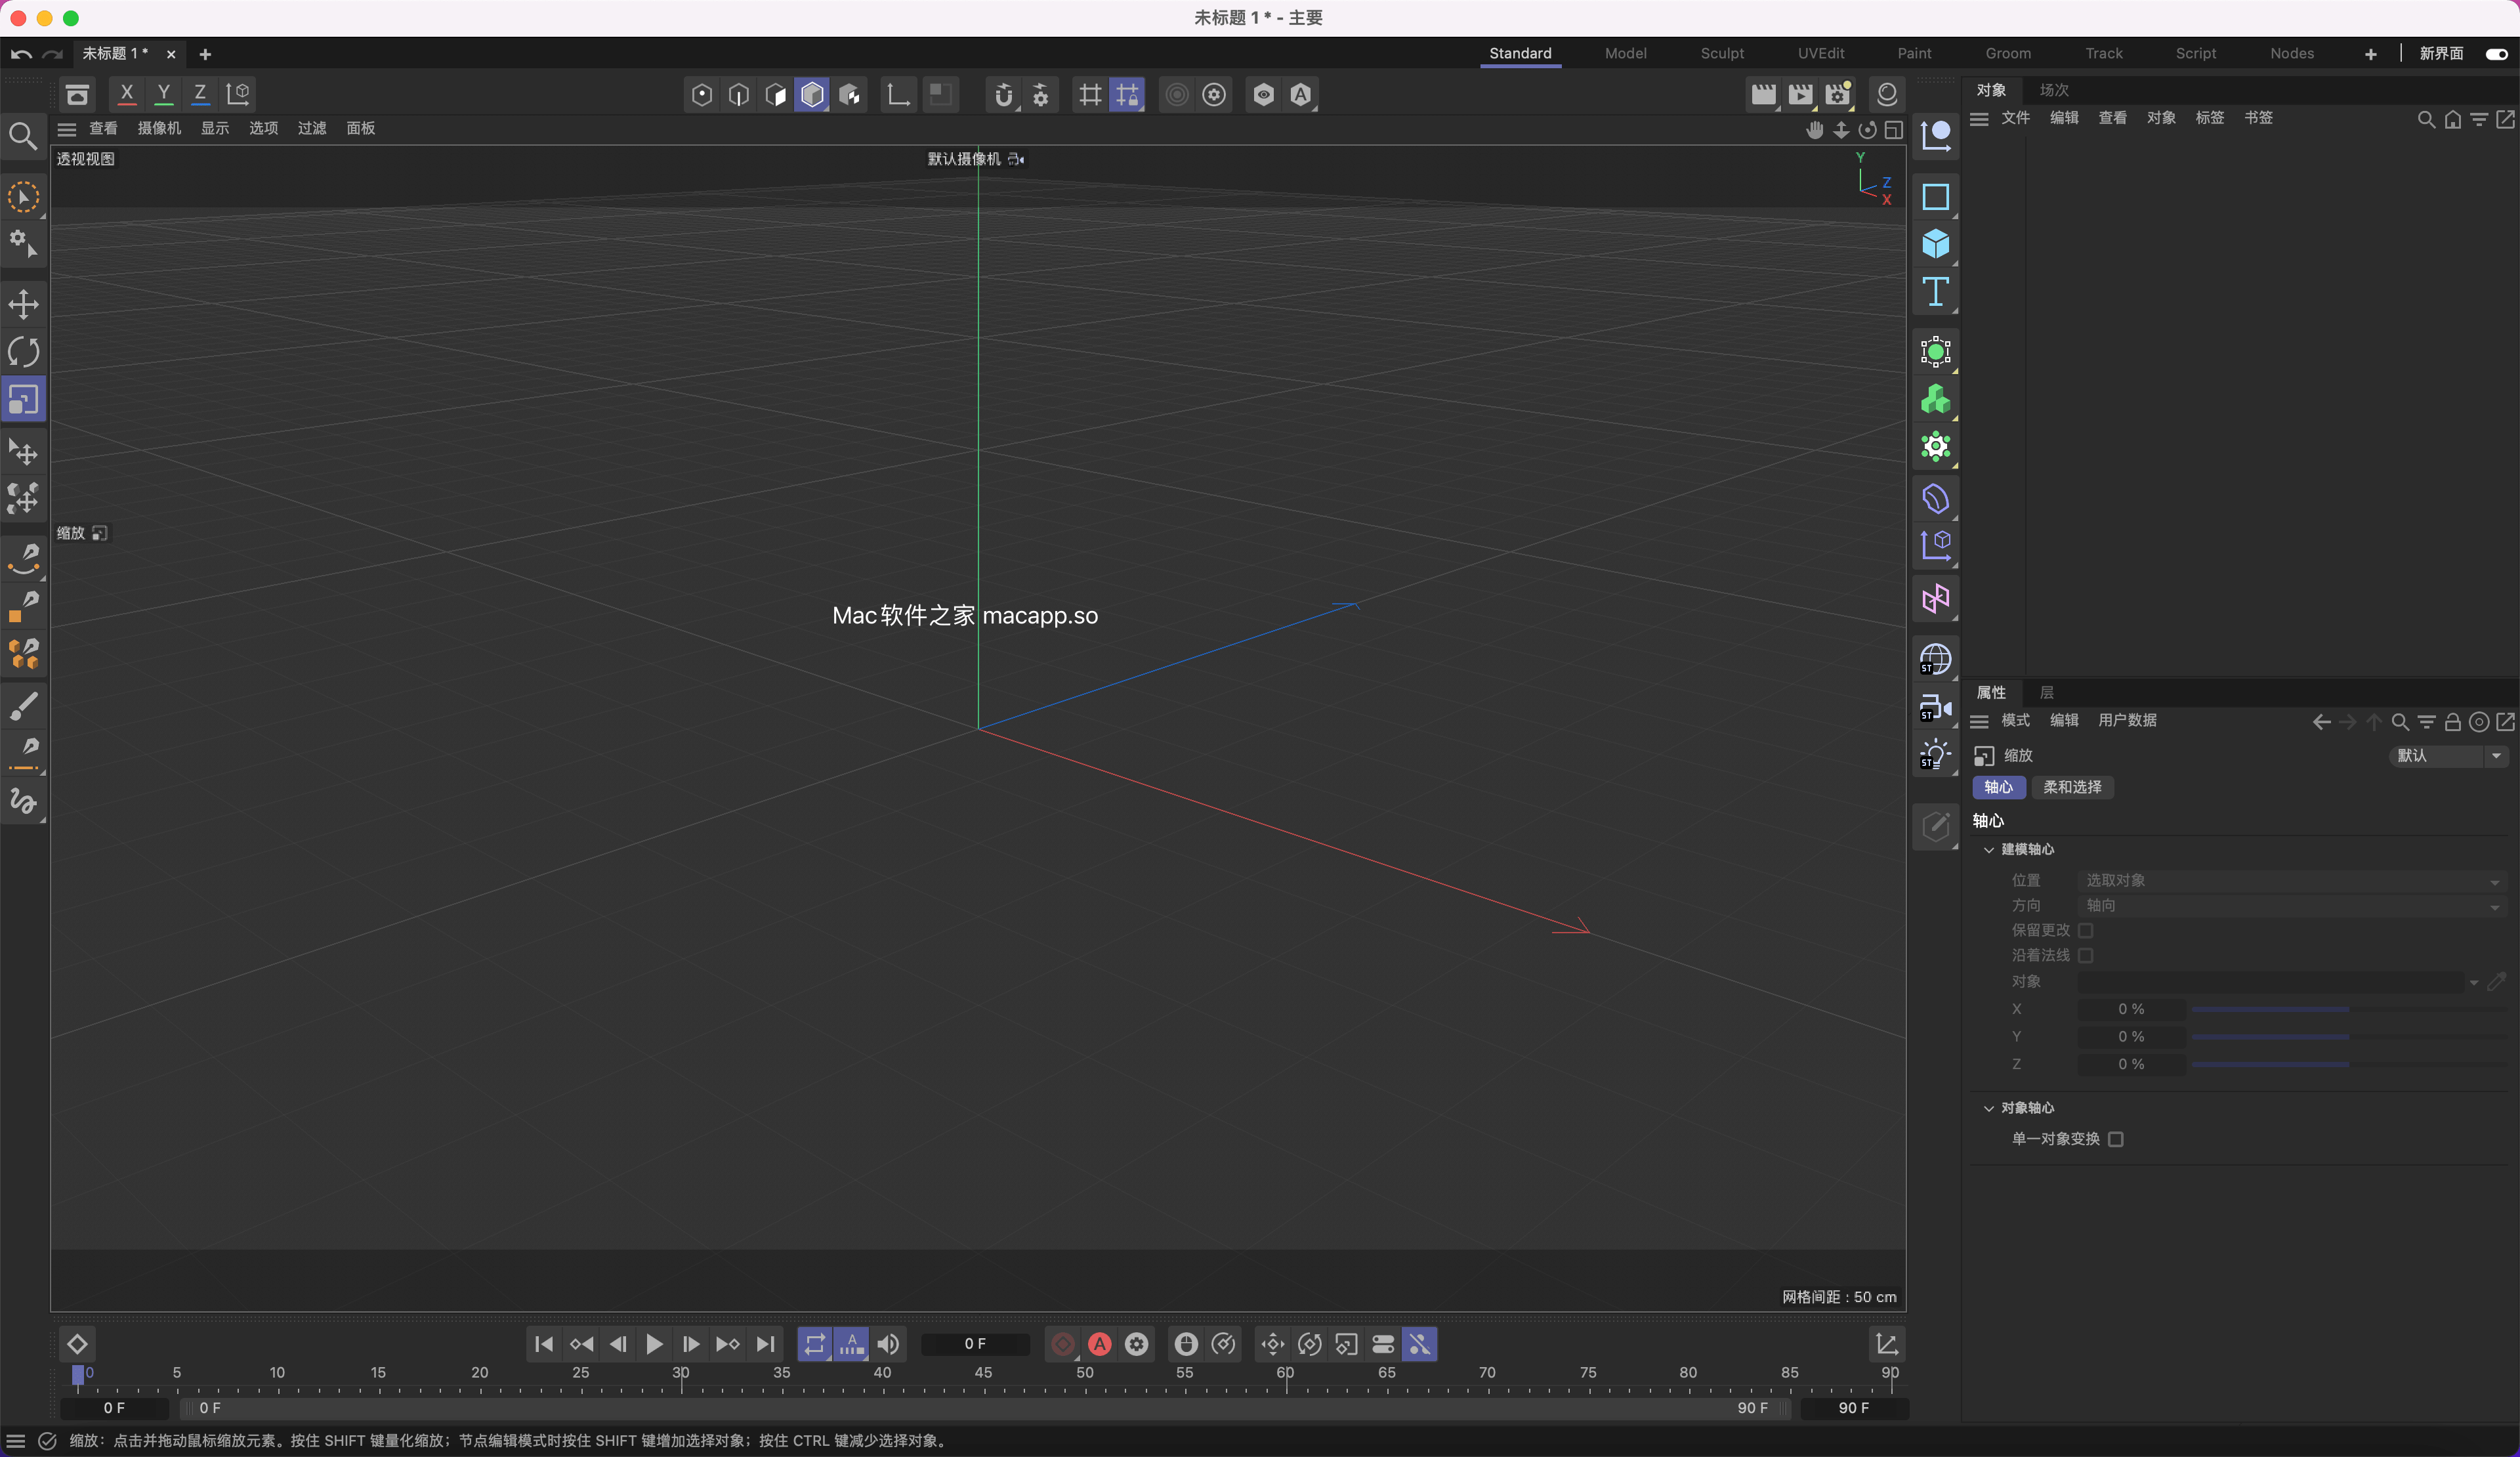 未标题 1 * - 主要
未标题 1 *
Standard
Model
Sculpt
UVEdit
Paint
Groom
Track
Script
Nodes
新界面
X
Y
Z
A
对象
场次
查看
摄像机
显示
选项
过滤
面板
文件
编辑
查看
对象
标签
书签
透视视图
默认摄像机
Y
Z
X
缩放
Mac软件之家 macapp.so
ST
ST
ST
属性
层
模式
编辑
用户数据
缩放
默认
轴心
柔和选择
轴心
建模轴心
位置
选取对象
方向
轴向
保留更改
沿着法线
对象
X
0 %
Y
0 %
Z
0 %
对象轴心
单一对象变换
网格间距 : 50 cm
A
0 F
A
0
5
10
15
20
25
30
35
40
45
50
55
60
65
70
75
80
85
90
0 F
0 F
90 F
90 F
缩放：点击并拖动鼠标缩放元素。按住 SHIFT 键量化缩放；节点编辑模式时按住 SHIFT 键增加选择对象；按住 CTRL 键减少选择对象。